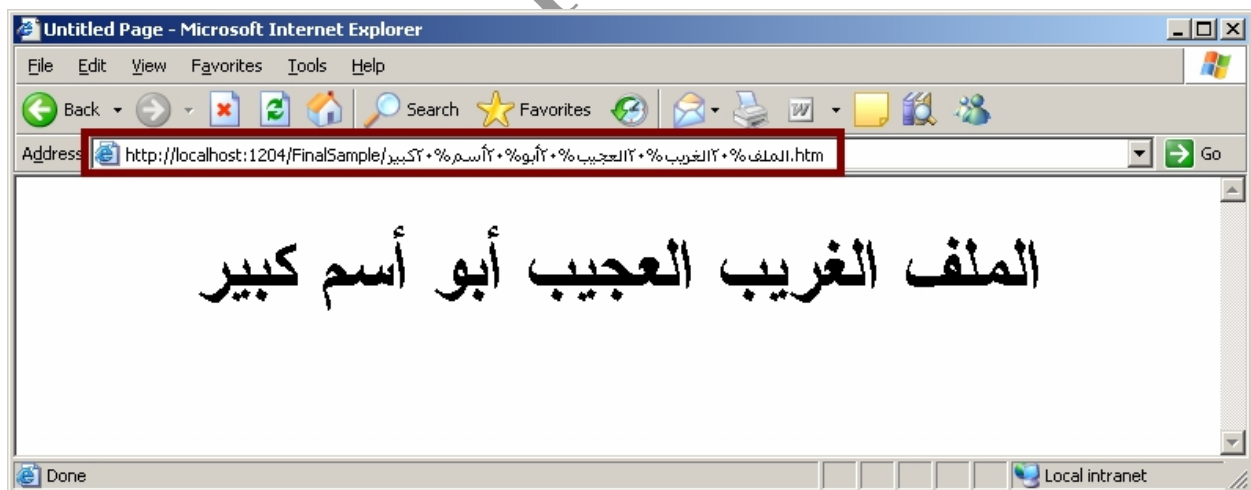 Untitled Page - Microsoft Internet Explorer
File Edit View Favorites Tools Help
Back Search Favorites
Address http://localhost:1204/FinalSample/الملف%٢٠الغريب%٢٠العجيب%٢٠أبو%٢٠أسم%٢٠كبير.htm Go
الملف الغريب العجيب أبو أسم كبير
Done Local intranet